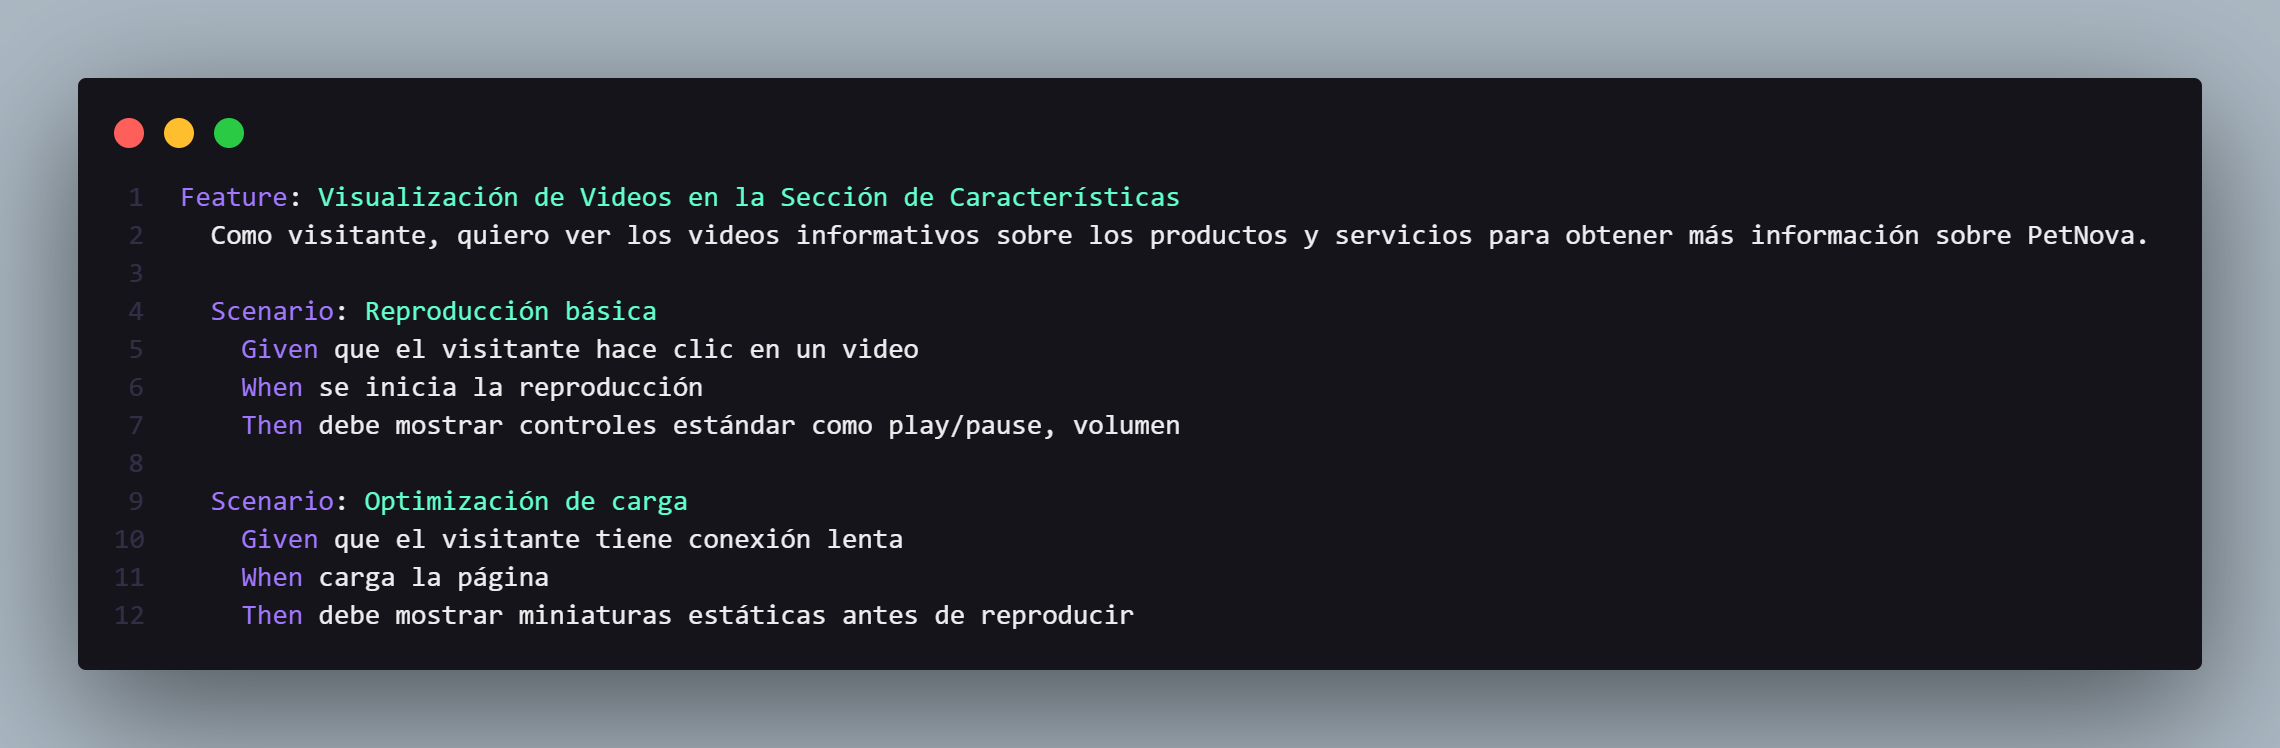 1 Feature: Visualización de Videos en la Sección de Características
2 Como visitante, quiero ver los videos informativos sobre los productos y servicios para obtener más información sobre PetNova.
3
4 Scenario: Reproducción básica
5 Given que el visitante hace clic en un video
6 When se inicia la reproducción
7 Then debe mostrar controles estándar como play/pause, volumen
8
9 Scenario: Optimización de carga
10 Given que el visitante tiene conexión lenta
11 When carga la página
12 Then debe mostrar miniaturas estáticas antes de reproducir